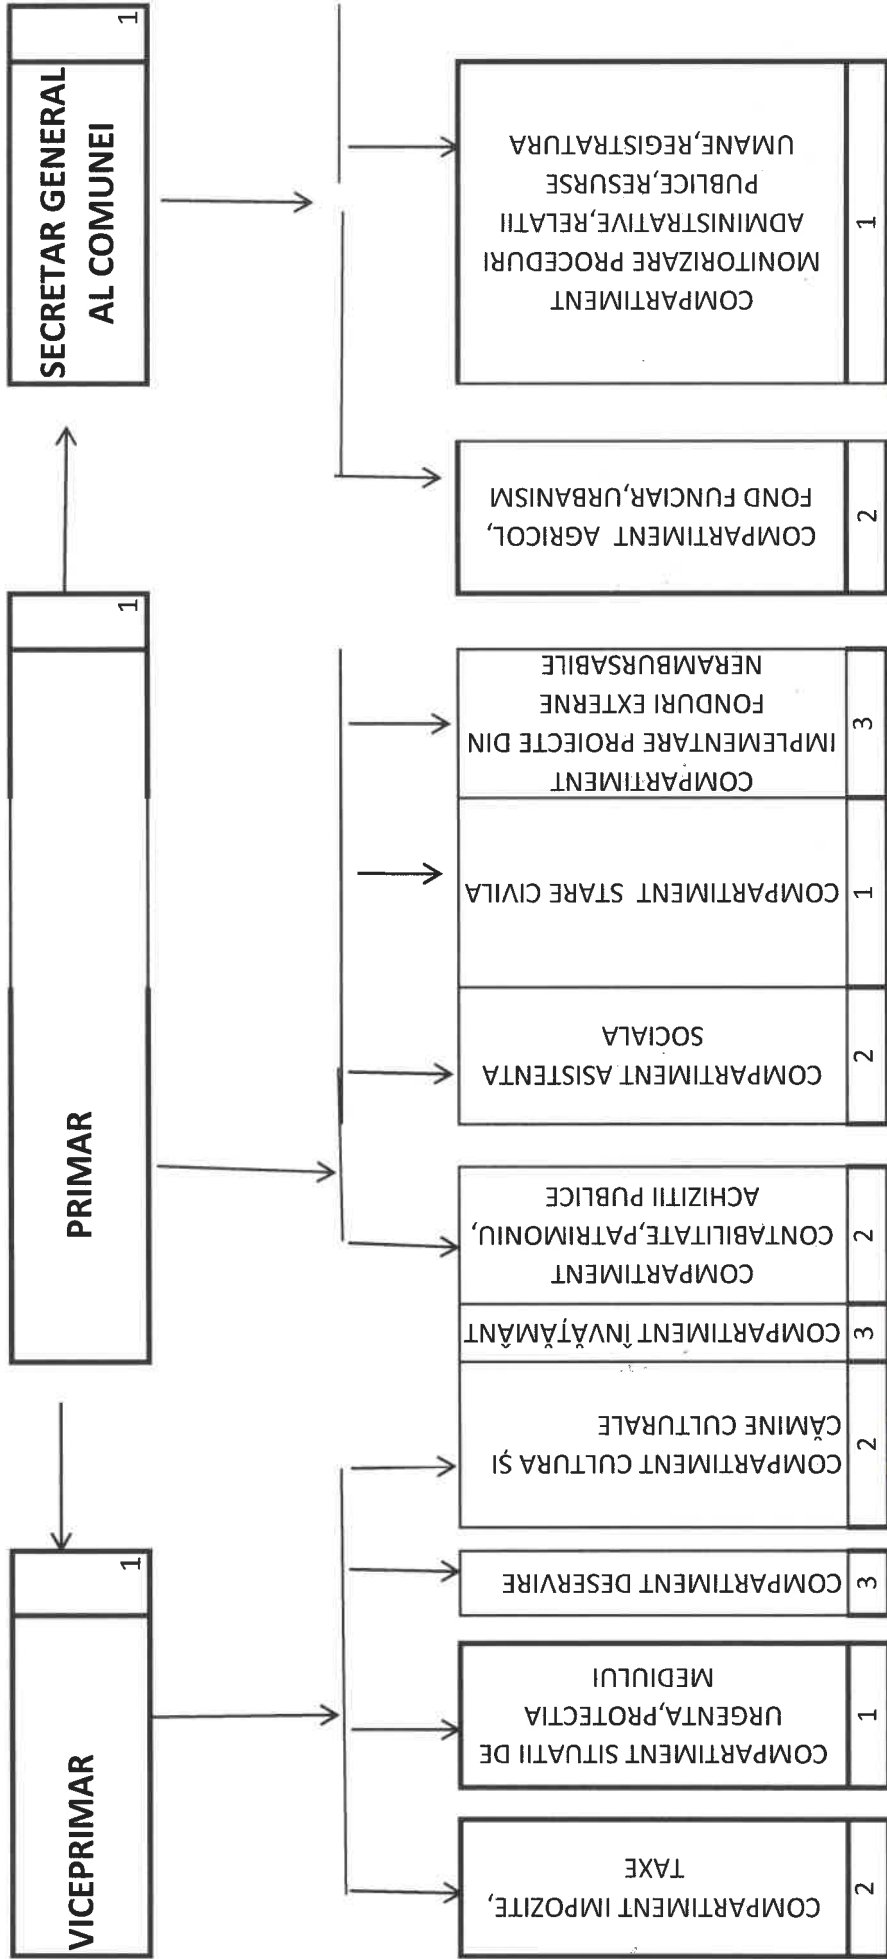 VICEPRIMAR
1
PRIMAR
1
SECRETAR GENERAL
AL COMUNEI
1
COMPARTIMENT IMPOZITE,
TAXE
2
COMPARTIMENT SITUATII DE
URGENTA,PROTECTIA
MEDIULUI
1
COMPARTIMENT DESERVIRE
3
COMPARTIMENT CULTURA ȘI
CĂMINE CULTURALE
2
COMPARTIMENT ÎNVĂȚĂMÂNT
3
COMPARTIMENT
CONTABILITATE,PATRIMONIU,
ACHIZITII PUBLICE
2
COMPARTIMENT ASISTENTA
SOCIALA
2
COMPARTIMENT STARE CIVILA
1
COMPARTIMENT
IMPLEMENTARE PROIECTE DIN
FONDURI EXTERNE
NERAMBURSABILE
3
COMPARTIMENT AGRICOL,
FOND FUNCIAR,URBANISM
2
COMPARTIMENT
MONITORIZARE PROCEDURI
ADMINISTRATIVE,RELATII
PUBLICE,RESURSE
UMANE,REGISTRATURA
1